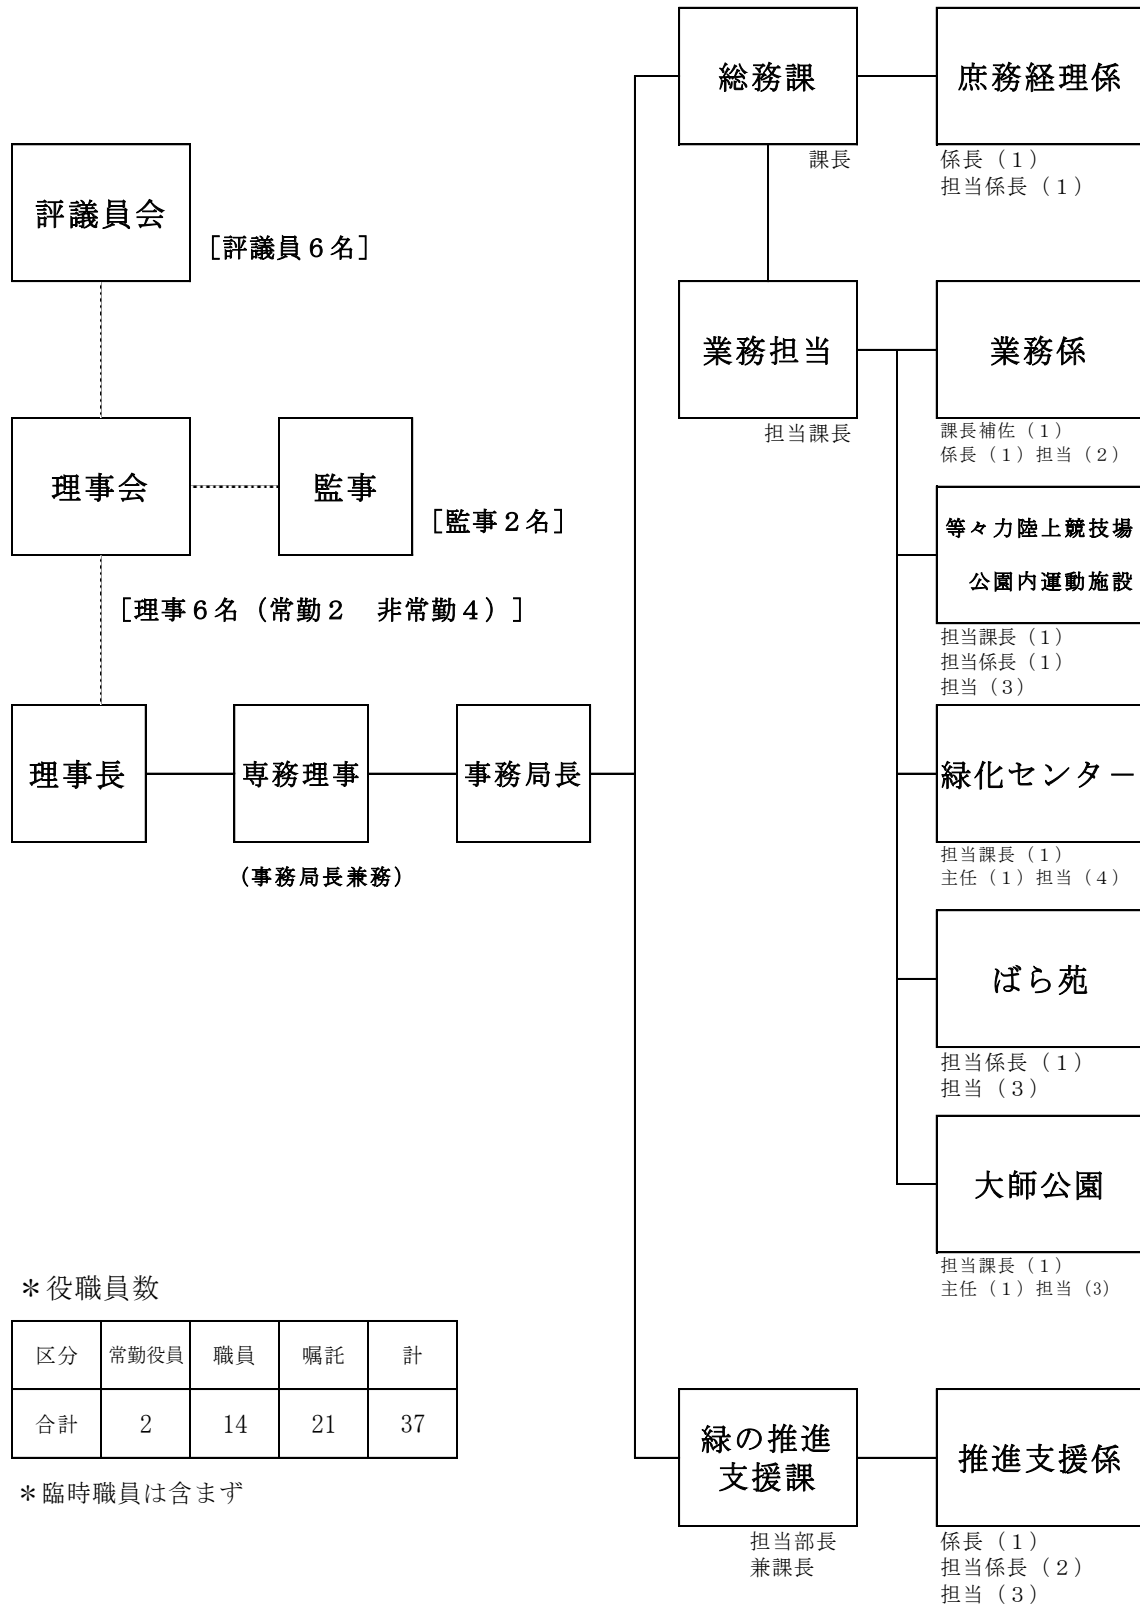 総務課
課長
庶務経理係
係長（１）
担当係長（１）
評議員会
［評議員６名］
業務担当
担当課長
業務係
課長補佐（１）
係長（１）担当（２）
理事会
監事
［監事２名］
［理事６名（常勤２　非常勤４）］
等々力陸上競技場
公園内運動施設
担当課長（１）
担当係長（１）
担当（３）
理事長
専務理事
（事務局長兼務）
事務局長
緑化センター
担当課長（１）
主任（１）担当（４）
ばら苑
担当係長（１）
担当（３）
大師公園
担当課長（１）
主任（１）担当（3）
＊役職員数
区分 常勤役員 職員 嘱託 計
合計 2 14 21 37
＊臨時職員は含まず
緑の推進
支援課
担当部長
兼課長
推進支援係
係長（１）
担当係長（２）
担当（３）